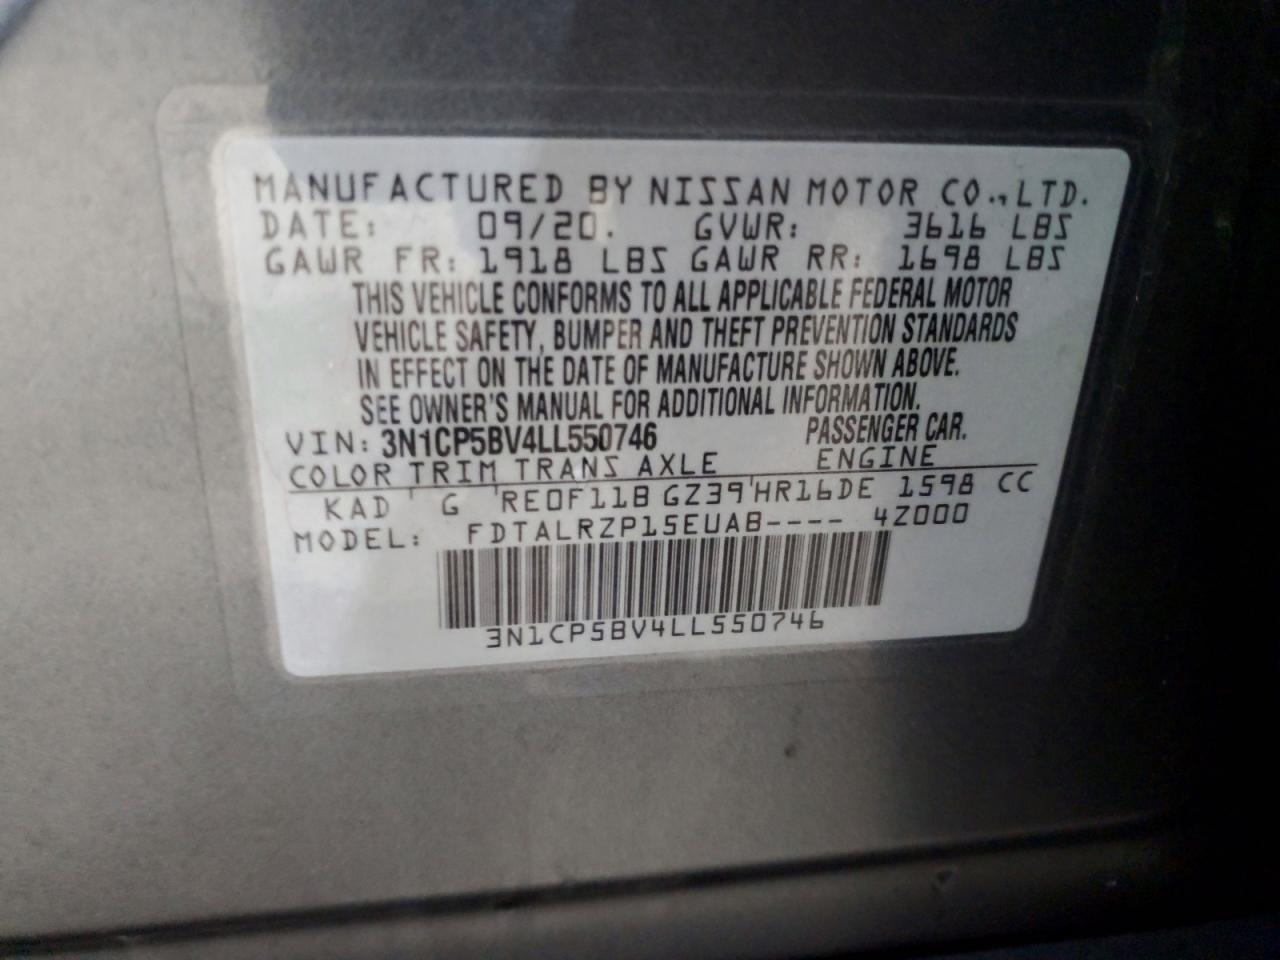 MANUFACTURED BY NISSAN MOTOR CO., LTD.
DATE: 09/20. GVWR: 3616 LBS
GAWR FR: 1918 LBS GAWR RR: 1698 LBS
THIS VEHICLE CONFORMS TO ALL APPLICABLE FEDERAL MOTOR
VEHICLE SAFETY, BUMPER AND THEFT PREVENTION STANDARDS
IN EFFECT ON THE DATE OF MANUFACTURE SHOWN ABOVE.
SEE OWNER'S MANUAL FOR ADDITIONAL INFORMATION.
VIN: 3N1CP5BV4LL550746 PASSENGER CAR.
COLOR TRIM TRANS AXLE ENGINE
KAD ' G 'RE0F11B GZ39'HR16DE 1598 CC
MODEL: FDTALRZP15EUAB---- 4Z000
3N1CP5BV4LL550746